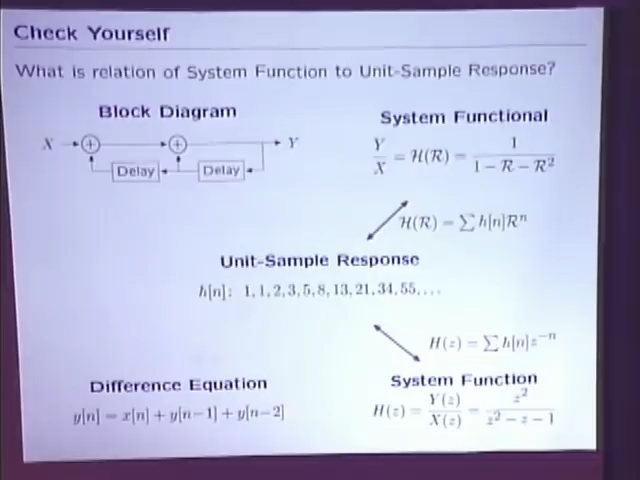 Check Yourself
What is relation of System Function to Unit-Sample Response?
Block Diagram
X + + Y
Delay Delay
System Functional
Y/X = H(R) = 1/(1 − R − R²)
H(R) = ∑ h[n]Rⁿ
Unit-Sample Response
h[n]: 1, 1, 2, 3, 5, 8, 13, 21, 34, 55, . . .
H(z) = ∑ h[n]z⁻ⁿ
Difference Equation
y[n] = x[n] + y[n−1] + y[n−2]
System Function
H(z) = Y(z)/X(z) = z²/(z² − z − 1)